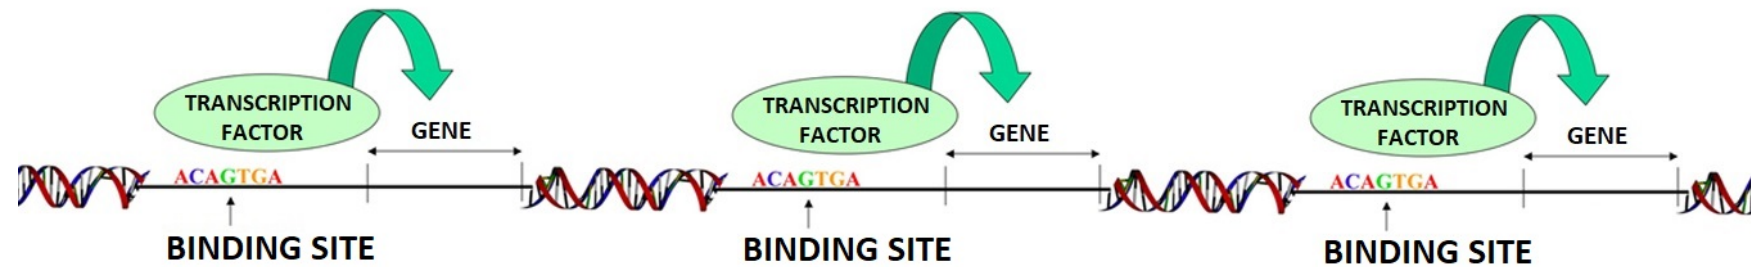 TRANSCRIPTION
FACTOR
GENE
ACAGTGA
BINDING SITE
TRANSCRIPTION
FACTOR
GENE
ACAGTGA
BINDING SITE
TRANSCRIPTION
FACTOR
GENE
ACAGTGA
BINDING SITE